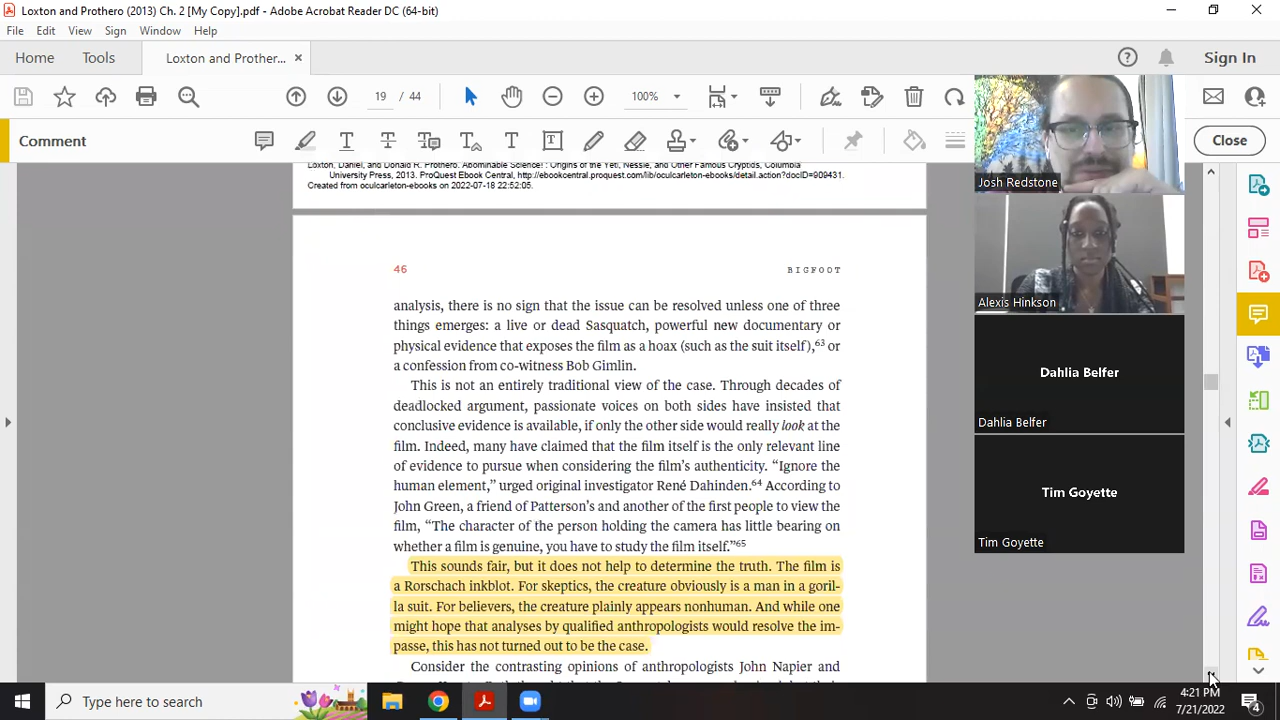 Loxton and Prothero (2013) Ch. 2 [My Copy].pdf - Adobe Acrobat Reader DC (64-bit)
File Edit View Sign Window Help
Home Tools Loxton and Prother... × Sign In
19 / 44 100%
Comment Close
Loxton, Daniel, and Donald R. Prothero. Abominable Science! : Origins of the Yeti, Nessie, and Other Famous Cryptids, Columbia
University Press, 2013. ProQuest Ebook Central, http://ebookcentral.proquest.com/lib/oculcarleton-ebooks/detail.action?docID=909431.
Created from oculcarleton-ebooks on 2022-07-18 22:52:05.
46 BIGFOOT
analysis, there is no sign that the issue can be resolved unless one of three
things emerges: a live or dead Sasquatch, powerful new documentary or
physical evidence that exposes the film as a hoax (such as the suit itself),63 or
a confession from co-witness Bob Gimlin.
This is not an entirely traditional view of the case. Through decades of
deadlocked argument, passionate voices on both sides have insisted that
conclusive evidence is available, if only the other side would really look at the
film. Indeed, many have claimed that the film itself is the only relevant line
of evidence to pursue when considering the film's authenticity. "Ignore the
human element," urged original investigator René Dahinden.64 According to
John Green, a friend of Patterson's and another of the first people to view the
film, "The character of the person holding the camera has little bearing on
whether a film is genuine, you have to study the film itself."65
This sounds fair, but it does not help to determine the truth. The film is
a Rorschach inkblot. For skeptics, the creature obviously is a man in a goril-
la suit. For believers, the creature plainly appears nonhuman. And while one
might hope that analyses by qualified anthropologists would resolve the im-
passe, this has not turned out to be the case.
Consider the contrasting opinions of anthropologists John Napier and
Josh Redstone
Alexis Hinkson
Dahlia Belfer
Dahlia Belfer
Tim Goyette
Tim Goyette
Type here to search
4:21 PM
7/21/2022
4